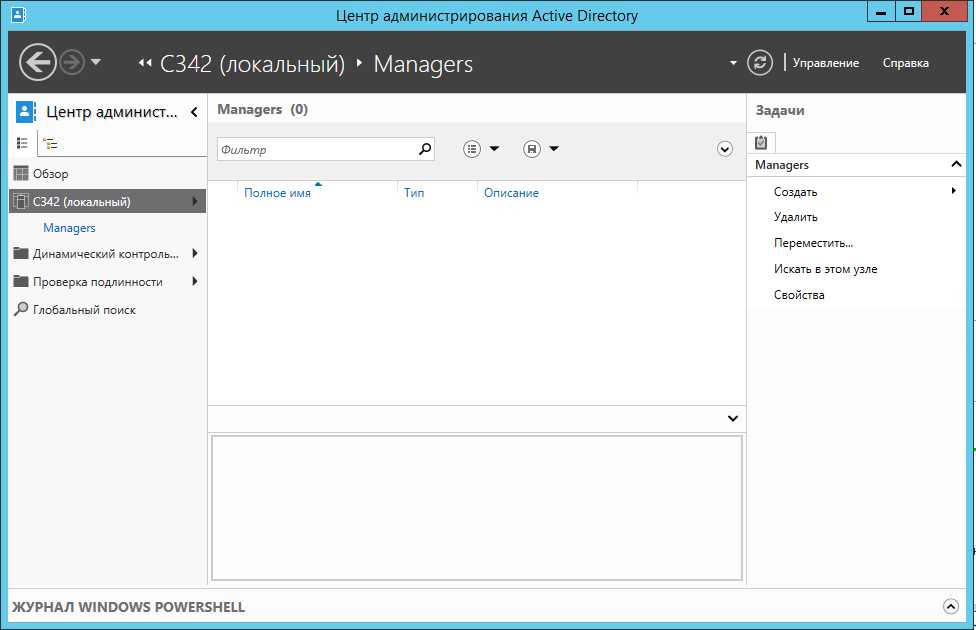 Центр администрирования Active Directory
C342 (локальный) Managers
Управление
Справка
Центр админист...
Обзор
C342 (локальный)
Managers
Динамический контроль...
Проверка подлинности
Глобальный поиск
Managers (0)
Фильтр
Полное имя Тип Описание
Задачи
Managers
Создать
Удалить
Переместить...
Искать в этом узле
Свойства
ЖУРНАЛ WINDOWS POWERSHELL